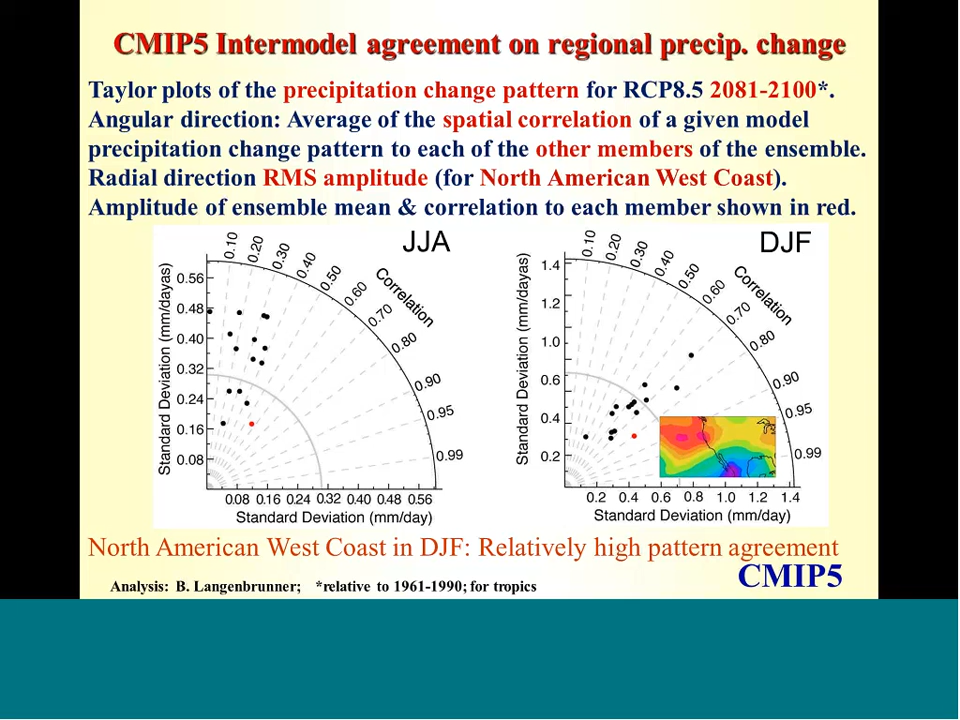 CMIP5 Intermodel agreement on regional precip. change
Taylor plots of the precipitation change pattern for RCP8.5 2081-2100*.
Angular direction: Average of the spatial correlation of a given model
precipitation change pattern to each of the other members of the ensemble.
Radial direction RMS amplitude (for North American West Coast).
Amplitude of ensemble mean & correlation to each member shown in red.
JJA
0.10 0.20 0.30 0.40 0.50 0.60 0.70 0.80 0.90 0.95 0.99
Correlation
Standard Deviation (mm/dayas)
0.56
0.48
0.40
0.32
0.24
0.16
0.08
0.08 0.16 0.24 0.32 0.40 0.48 0.56
Standard Deviation (mm/day)
DJF
0.10 0.20 0.30 0.40 0.50 0.60 0.70 0.80 0.90 0.95 0.99
Correlation
Standard Deviation (mm/dayas)
1.4
1.2
1.0
0.6
0.4
0.2
0.2 0.4 0.6 0.8 1.0 1.2 1.4
Standard Deviation (mm/day)
North American West Coast in DJF: Relatively high pattern agreement
CMIP5
Analysis: B. Langenbrunner; *relative to 1961-1990; for tropics